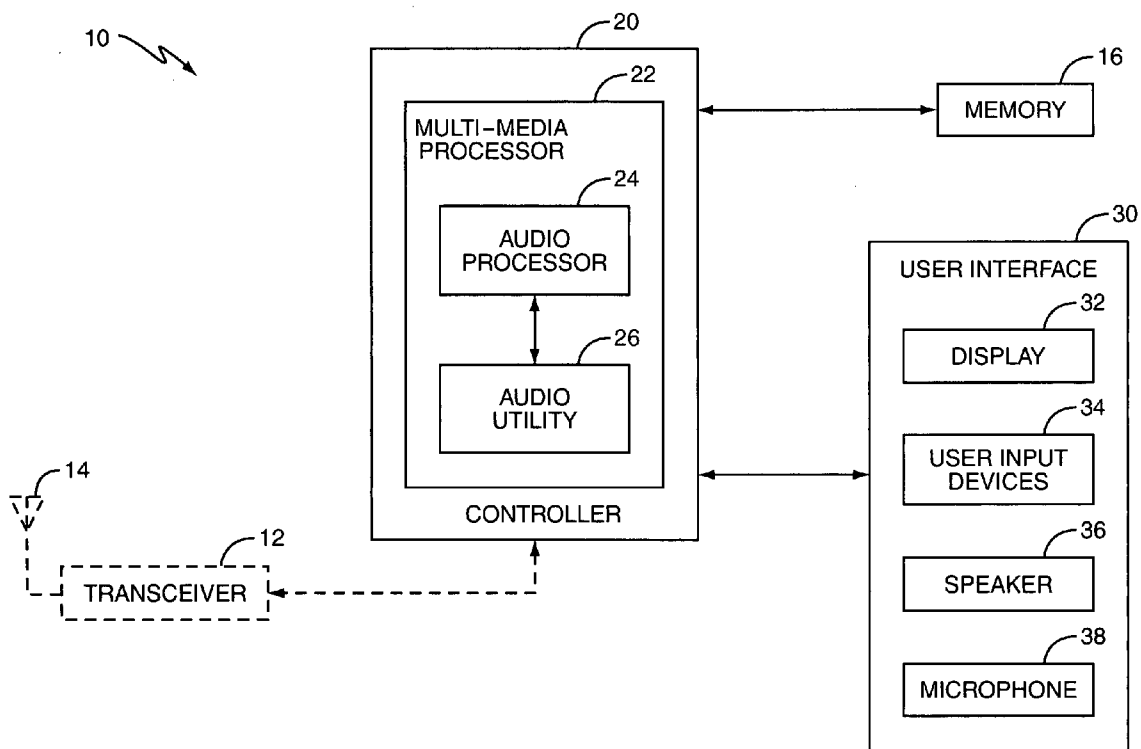 10
20
22
MULTI-MEDIA
PROCESSOR
24
AUDIO
PROCESSOR
26
AUDIO
UTILITY
CONTROLLER
16
MEMORY
30
USER INTERFACE
32
DISPLAY
34
USER INPUT
DEVICES
36
SPEAKER
38
MICROPHONE
14
12
TRANSCEIVER